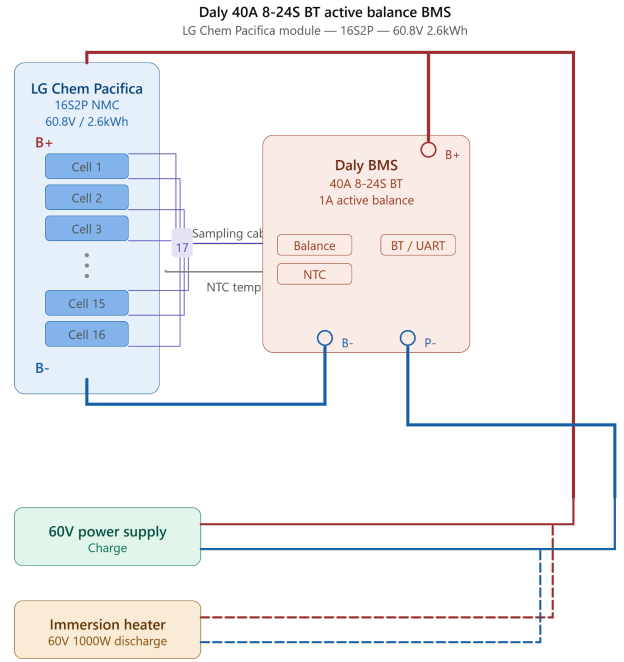 Daly 40A 8-24S BT active balance BMS
LG Chem Pacifica module — 16S2P — 60.8V 2.6kWh
LG Chem Pacifica
16S2P NMC
60.8V / 2.6kWh
B+
Cell 1
Cell 2
Cell 3
Cell 15
Cell 16
B-
17
Sampling cab
NTC temp
B+
Daly BMS
40A 8-24S BT
1A active balance
Balance
BT / UART
NTC
B-
P-
60V power supply
Charge
Immersion heater
60V 1000W discharge